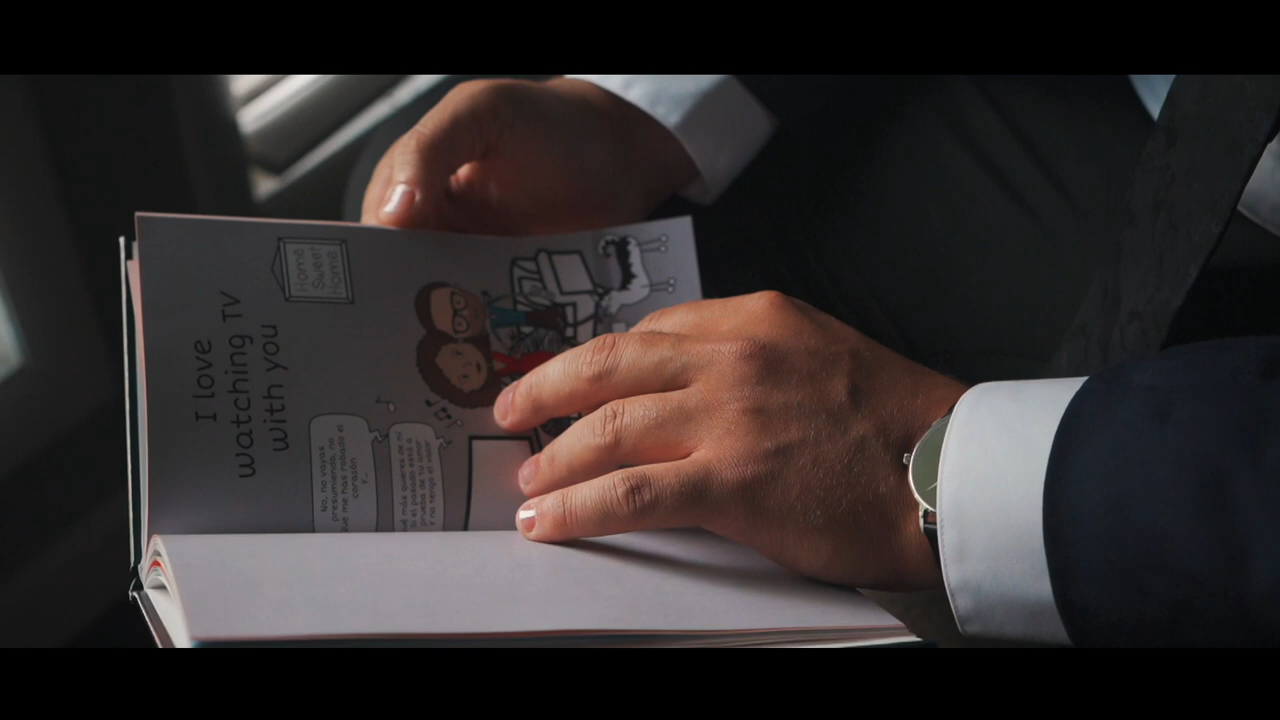 I love
watching TV
with you
Home
Sweet
Home
No, no vayas
presumiendo, no
que me has robado el
corazón
y...
qué más quieres de mí
si el pasado está a
prueba de tu amor
y no tengo el valor